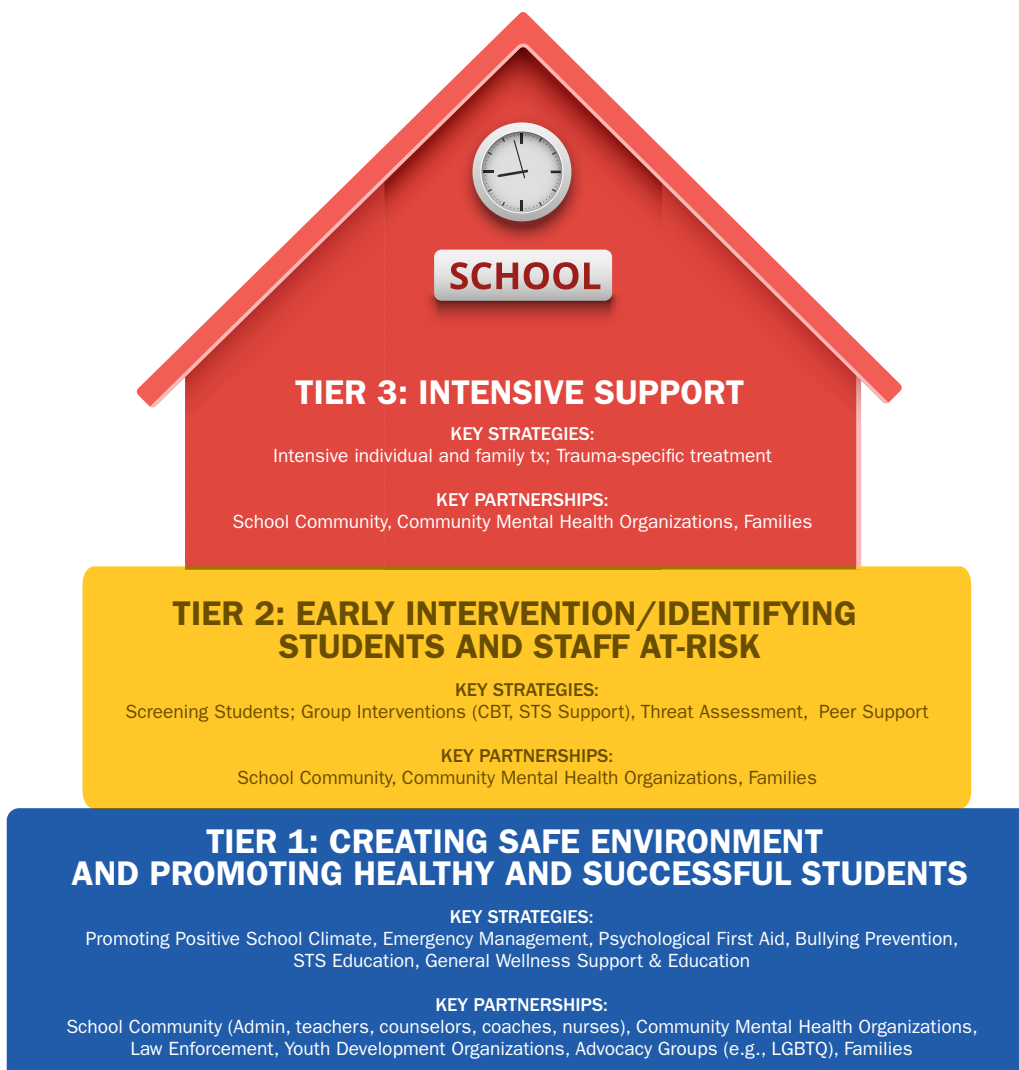 SCHOOL
TIER 3: INTENSIVE SUPPORT
KEY STRATEGIES:
Intensive individual and family tx; Trauma-specific treatment
KEY PARTNERSHIPS:
School Community, Community Mental Health Organizations, Families
TIER 2: EARLY INTERVENTION/IDENTIFYING
STUDENTS AND STAFF AT-RISK
KEY STRATEGIES:
Screening Students; Group Interventions (CBT, STS Support), Threat Assessment,  Peer Support
KEY PARTNERSHIPS:
School Community, Community Mental Health Organizations, Families
TIER 1: CREATING SAFE ENVIRONMENT
AND PROMOTING HEALTHY AND SUCCESSFUL STUDENTS
KEY STRATEGIES:
Promoting Positive School Climate, Emergency Management, Psychological First Aid, Bullying Prevention,
STS Education, General Wellness Support & Education
KEY PARTNERSHIPS:
School Community (Admin, teachers, counselors, coaches, nurses), Community Mental Health Organizations,
Law Enforcement, Youth Development Organizations, Advocacy Groups (e.g., LGBTQ), Families